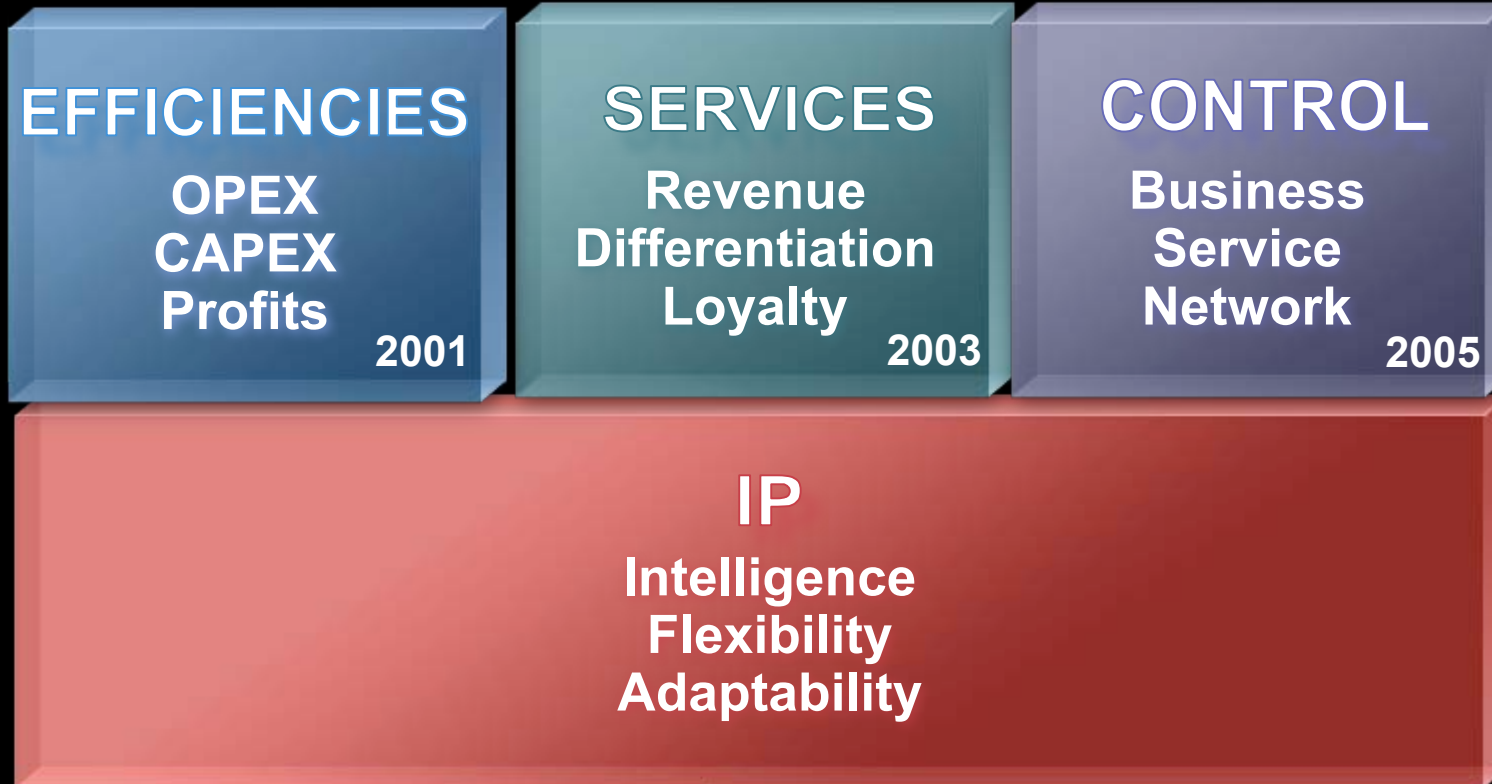 EFFICIENCIES
OPEX
CAPEX
Profits
2001
SERVICES
Revenue
Differentiation
Loyalty
2003
CONTROL
Business
Service
Network
2005
IP
Intelligence
Flexibility
Adaptability